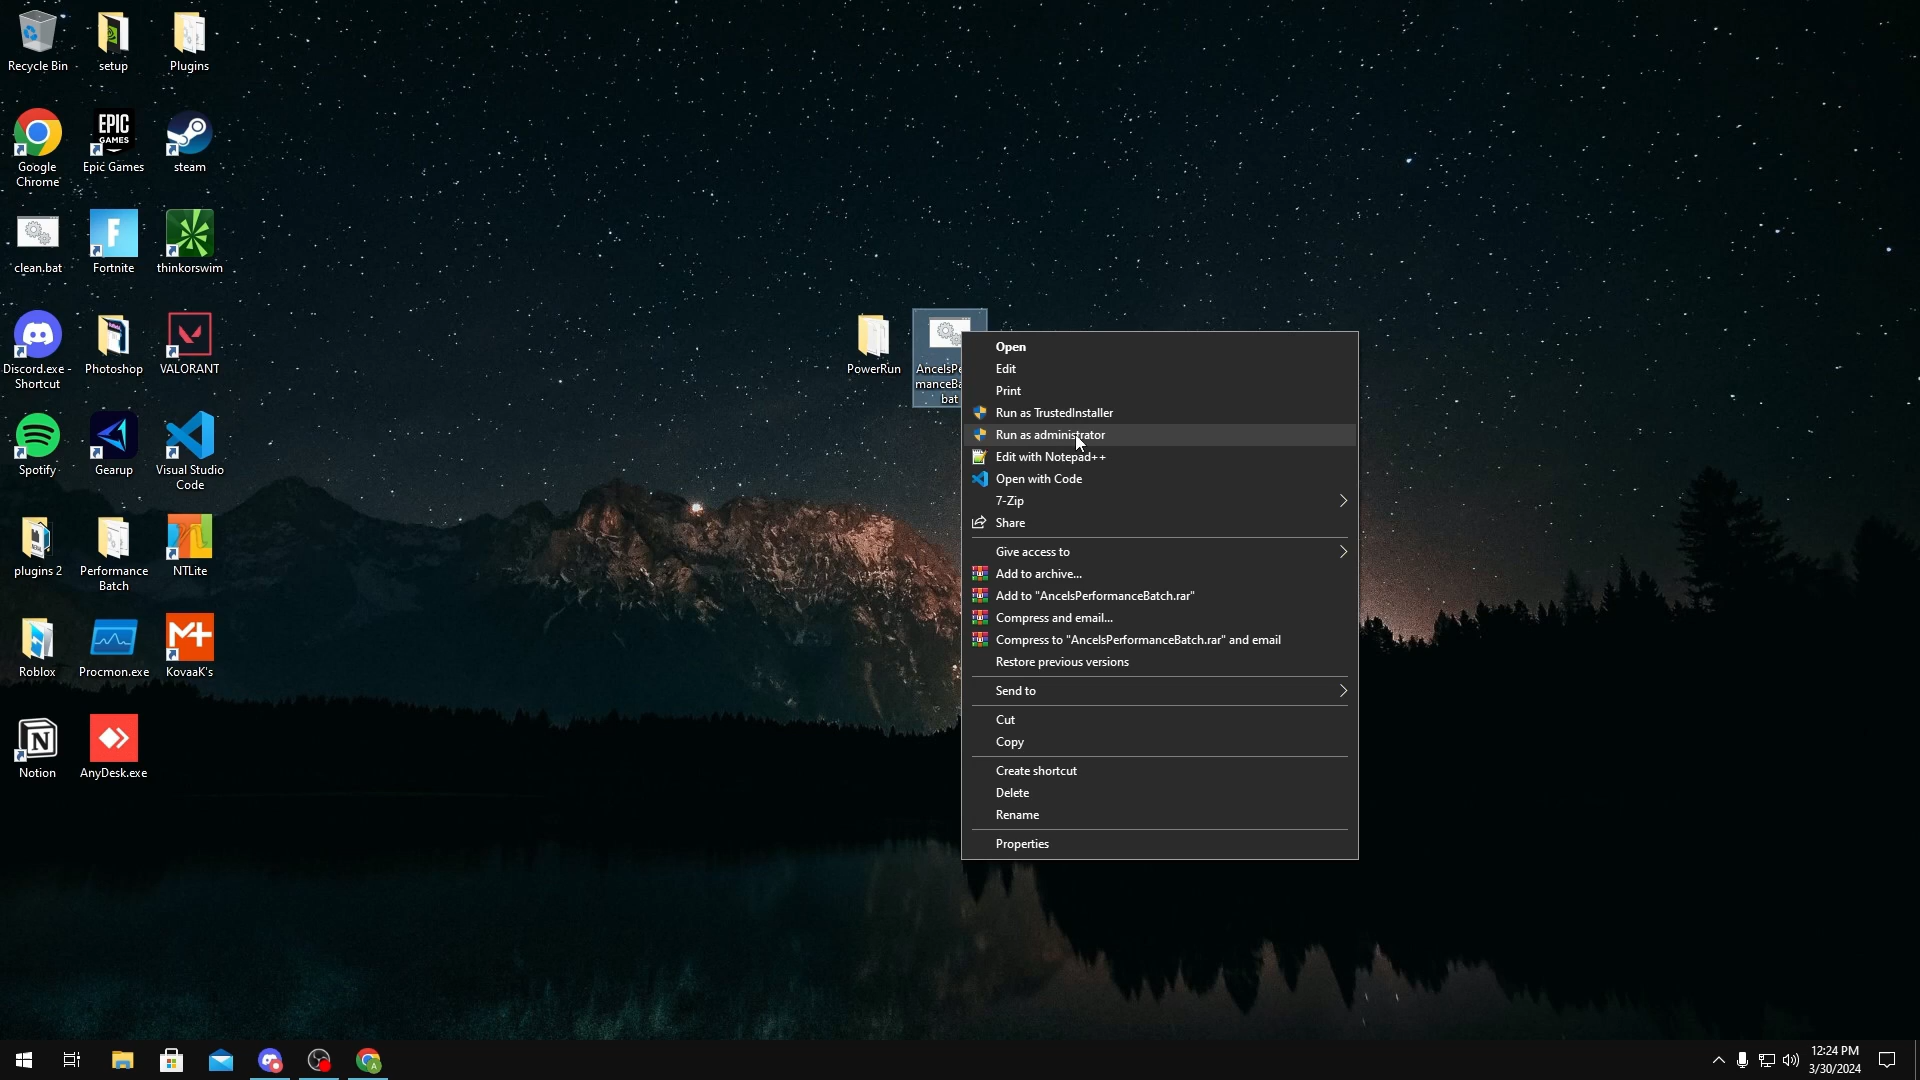 Recycle Bin
setup
Plugins
Google
Chrome
EPIC
GAMES
Epic Games
steam
clean.bat
F
Fortnite
thinkorswim
Discord.exe -
Shortcut
Photoshop
VALORANT
Spotify
Gearup
Visual Studio
Code
plugins 2
Performance
Batch
NTLite
Roblox
Procmon.exe
M+
KovaaK's
N
Notion
AnyDesk.exe
PowerRun
bat
Open
Edit
Print
Run as TrustedInstaller
Run as administrator
Edit with Notepad++
Open with Code
7-Zip
Share
Give access to
Add to archive...
Add to "AncelsPerformanceBatch.rar"
Compress and email...
Compress to "AncelsPerformanceBatch.rar" and email
Restore previous versions
Send to
Cut
Copy
Create shortcut
Delete
Rename
Properties
A
12:24 PM
3/30/2024